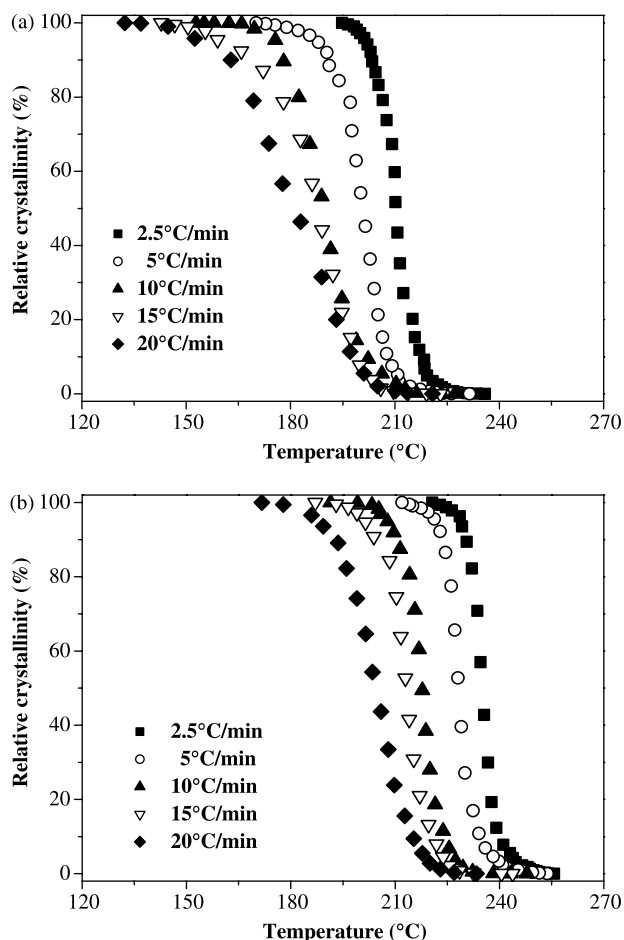 (a)
100
80
60
40
20
0
Relative crystallinity (%)
2.5°C/min
5°C/min
10°C/min
15°C/min
20°C/min
120 150 180 210 240 270
Temperature (°C)
(b)
100
80
60
40
20
0
Relative crystallinity (%)
2.5°C/min
5°C/min
10°C/min
15°C/min
20°C/min
120 150 180 210 240 270
Temperature (°C)